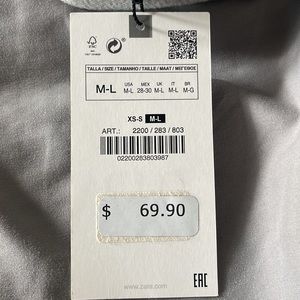 FSC
TALLA / SIZE / TAMANHO / TAILLE / MAAT / ΜΕΓΕΘΟΣ
M-L
USA MEX UK IT BR
M-L 28-30 M-L M-L M-G
XS-S M-L
ART.: 2200 / 283 / 803
02200283803987
$ 69.90
www.zara.com
EAC